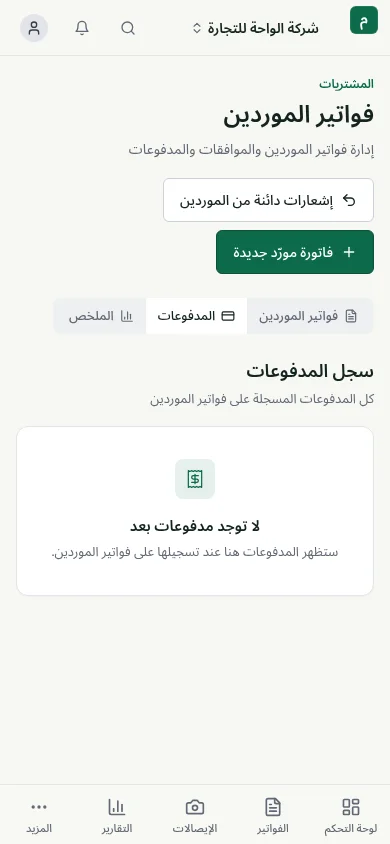 م
شركة الواحة للتجارة
المشتريات
فواتير الموردين
إدارة فواتير الموردين والموافقات والمدفوعات
إشعارات دائنة من الموردين
فاتورة مورّد جديدة
فواتير الموردين
المدفوعات
الملخص
سجل المدفوعات
كل المدفوعات المسجلة على فواتير الموردين
لا توجد مدفوعات بعد
ستظهر المدفوعات هنا عند تسجيلها على فواتير الموردين.
لوحة التحكم
الفواتير
الإيصالات
التقارير
المزيد